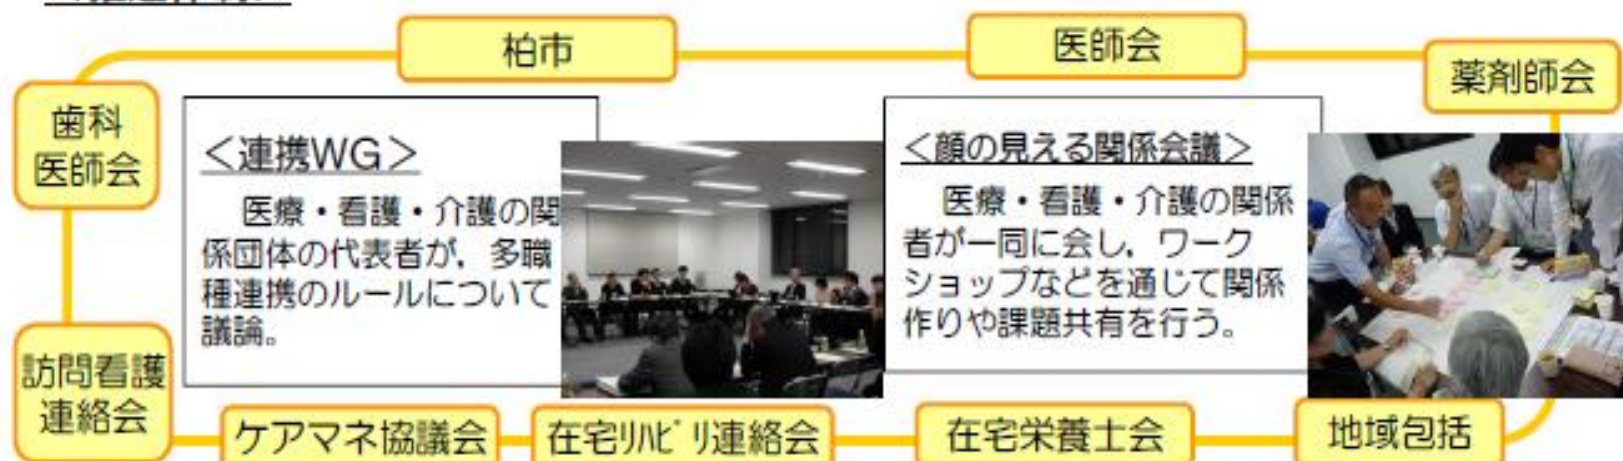 柏市
医師会
薬剤師会
歯科
医師会
＜連携WG＞
医療・看護・介護の関
係団体の代表者が，多職
種連携のルールについて
議論。
＜顔の見える関係会議＞
医療・看護・介護の関係
者が一同に会し，ワーク
ショップなどを通じて関係
作りや課題共有を行う。
訪問看護
連絡会
ケアマネ協議会
在宅ﾘﾊﾋﾞﾘ連絡会
在宅栄養士会
地域包括